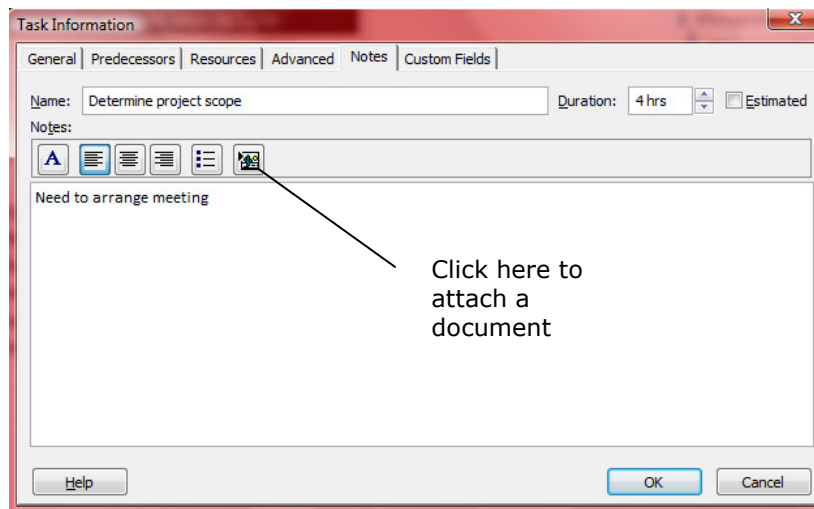 Task Information
General Predecessors Resources Advanced Notes Custom Fields
Name: Determine project scope Duration: 4 hrs Estimated
Notes:
A
Need to arrange meeting
Click here to
attach a
document
Help OK Cancel